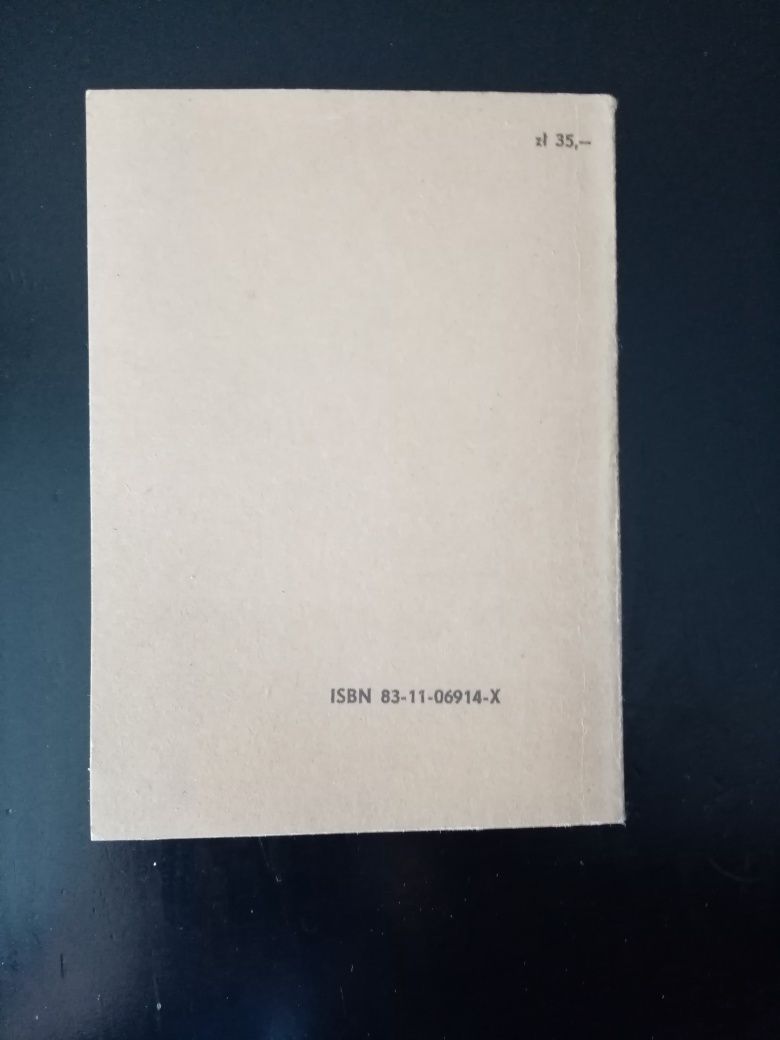 zł 35,—
ISBN 83-11-06914-X